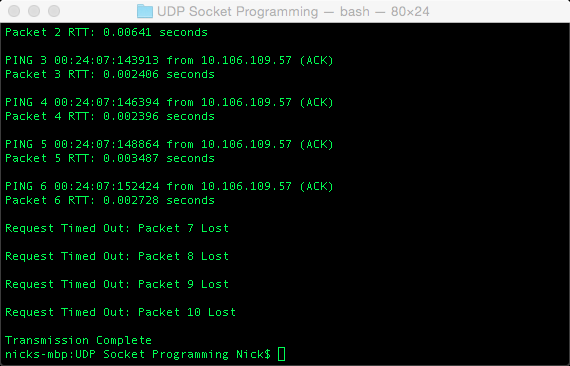 UDP Socket Programming — bash — 80×24
Packet 2 RTT: 0.00641 seconds
PING 3 00:24:07:143913 from 10.106.109.57 (ACK)
Packet 3 RTT: 0.002406 seconds
PING 4 00:24:07:146394 from 10.106.109.57 (ACK)
Packet 4 RTT: 0.002396 seconds
PING 5 00:24:07:148864 from 10.106.109.57 (ACK)
Packet 5 RTT: 0.003487 seconds
PING 6 00:24:07:152424 from 10.106.109.57 (ACK)
Packet 6 RTT: 0.002728 seconds
Request Timed Out: Packet 7 Lost
Request Timed Out: Packet 8 Lost
Request Timed Out: Packet 9 Lost
Request Timed Out: Packet 10 Lost
Transmission Complete
nicks-mbp:UDP Socket Programming Nick$